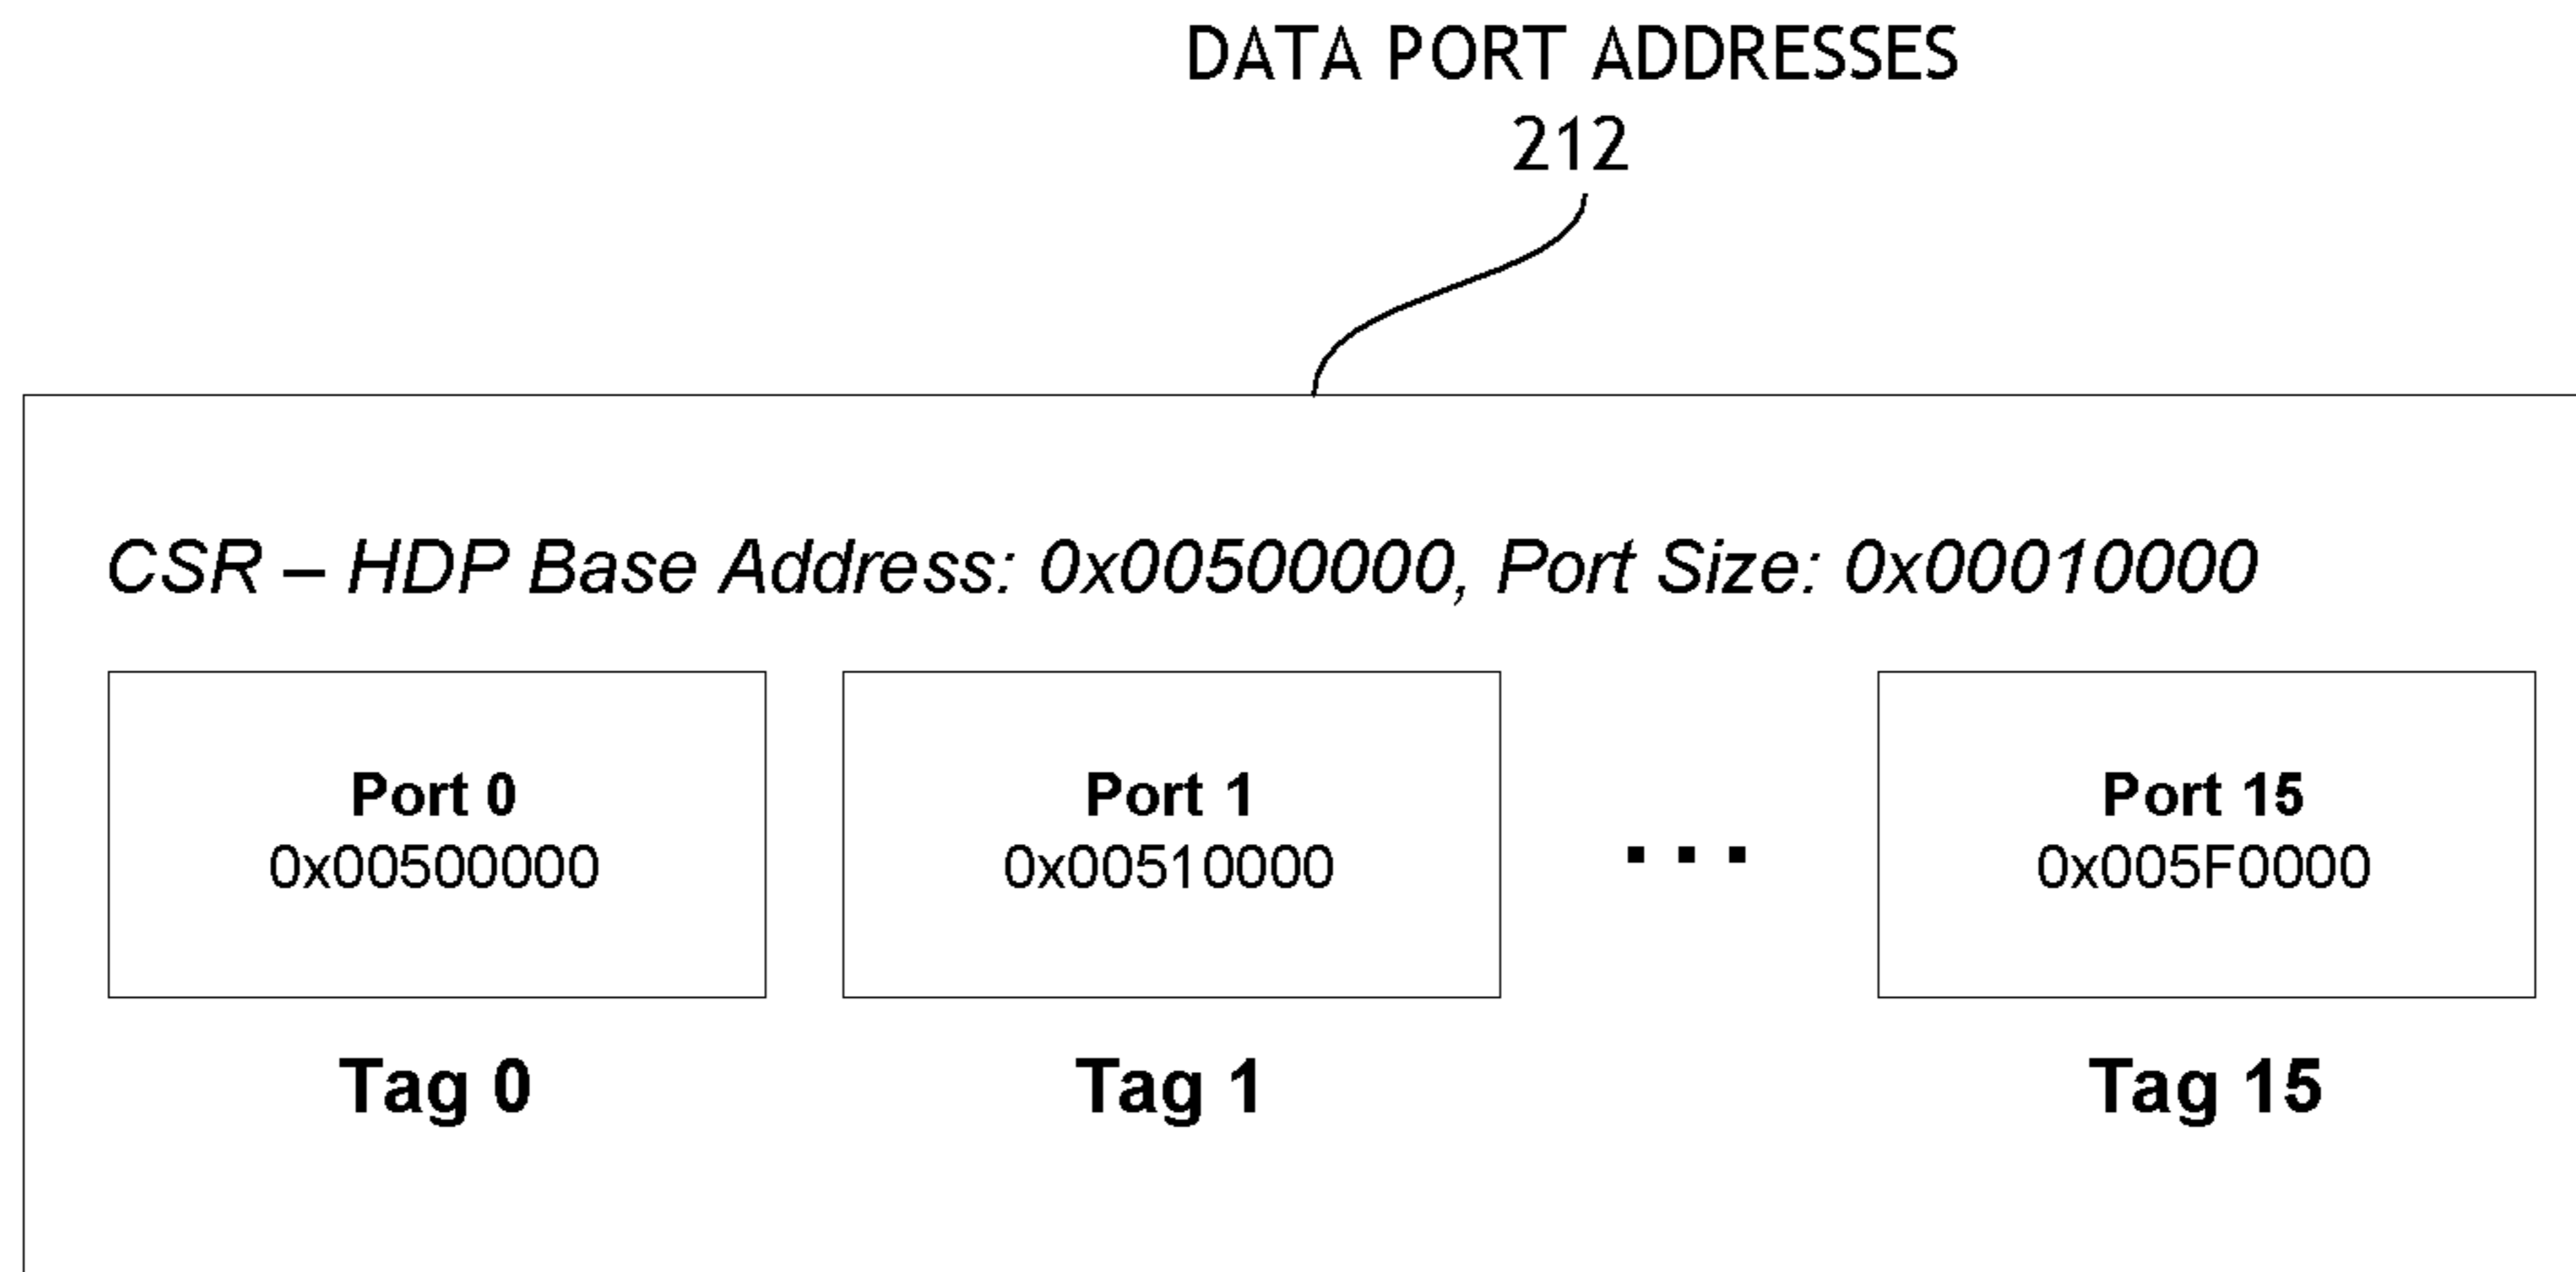 DATA PORT ADDRESSES
212
CSR – HDP Base Address: 0x00500000, Port Size: 0x00010000
Port 0
0x00500000
Port 1
0x00510000
...
Port 15
0x005F0000
Tag 0
Tag 1
Tag 15